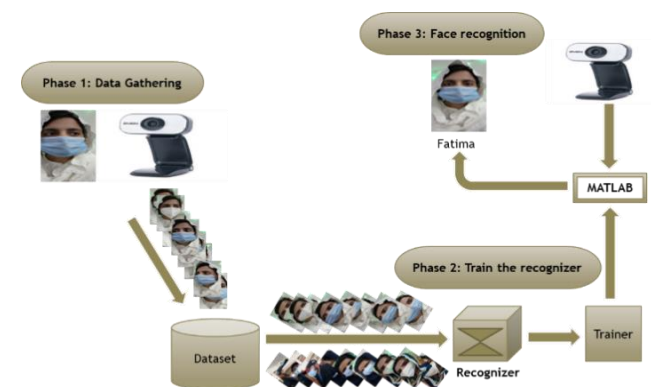 Phase 3: Face recognition
Phase 1: Data Gathering
Fatima
MATLAB
Phase 2: Train the recognizer
Dataset
Recognizer
Trainer